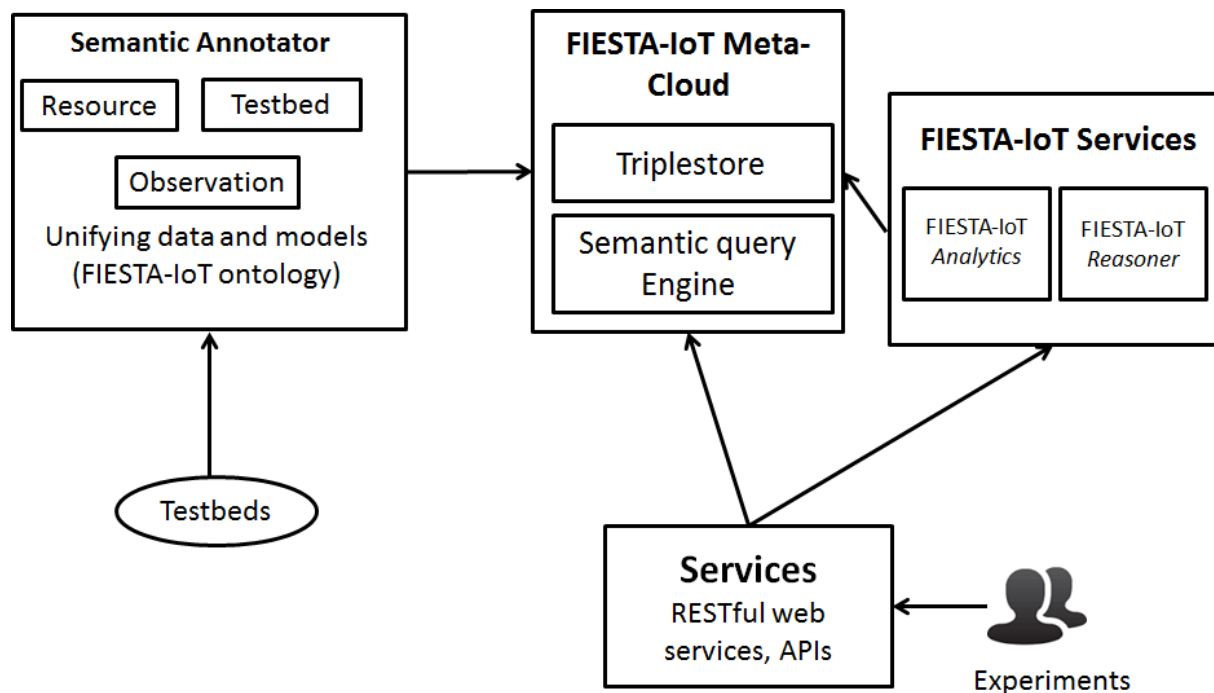 Semantic Annotator
Resource
Testbed
Observation
Unifying data and models
(FIESTA-IoT ontology)
FIESTA-IoT Meta-
Cloud
Triplestore
Semantic query
Engine
FIESTA-IoT Services
FIESTA-IoT
Analytics
FIESTA-IoT
Reasoner
Testbeds
Services
RESTful web
services, APIs
Experiments